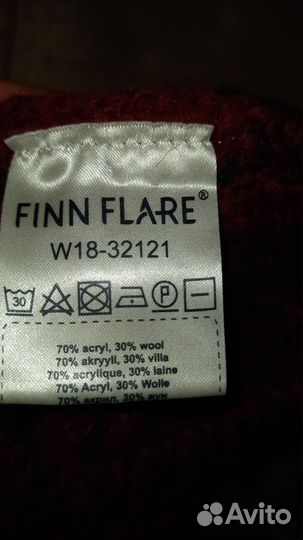 FINN FLARE®
W18-32121
30 P
70% acryl, 30% wool
70% akryyli, 30% villa
70% acrylique, 30% laine
70% Acryl, 30% Wolle
70% акрил, 30% жун
Avito